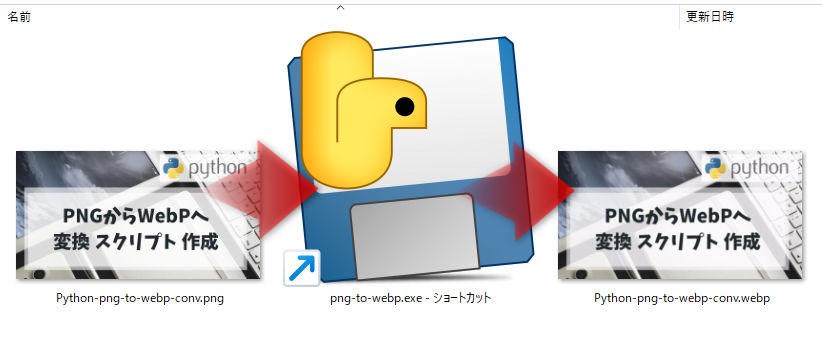 名前
更新日時
python
PNGからWebPへ
変換 スクリプト 作成
python
PNGからWebPへ
変換 スクリプト 作成
Python-png-to-webp-conv.png
png-to-webp.exe - ショートカット
Python-png-to-webp-conv.webp